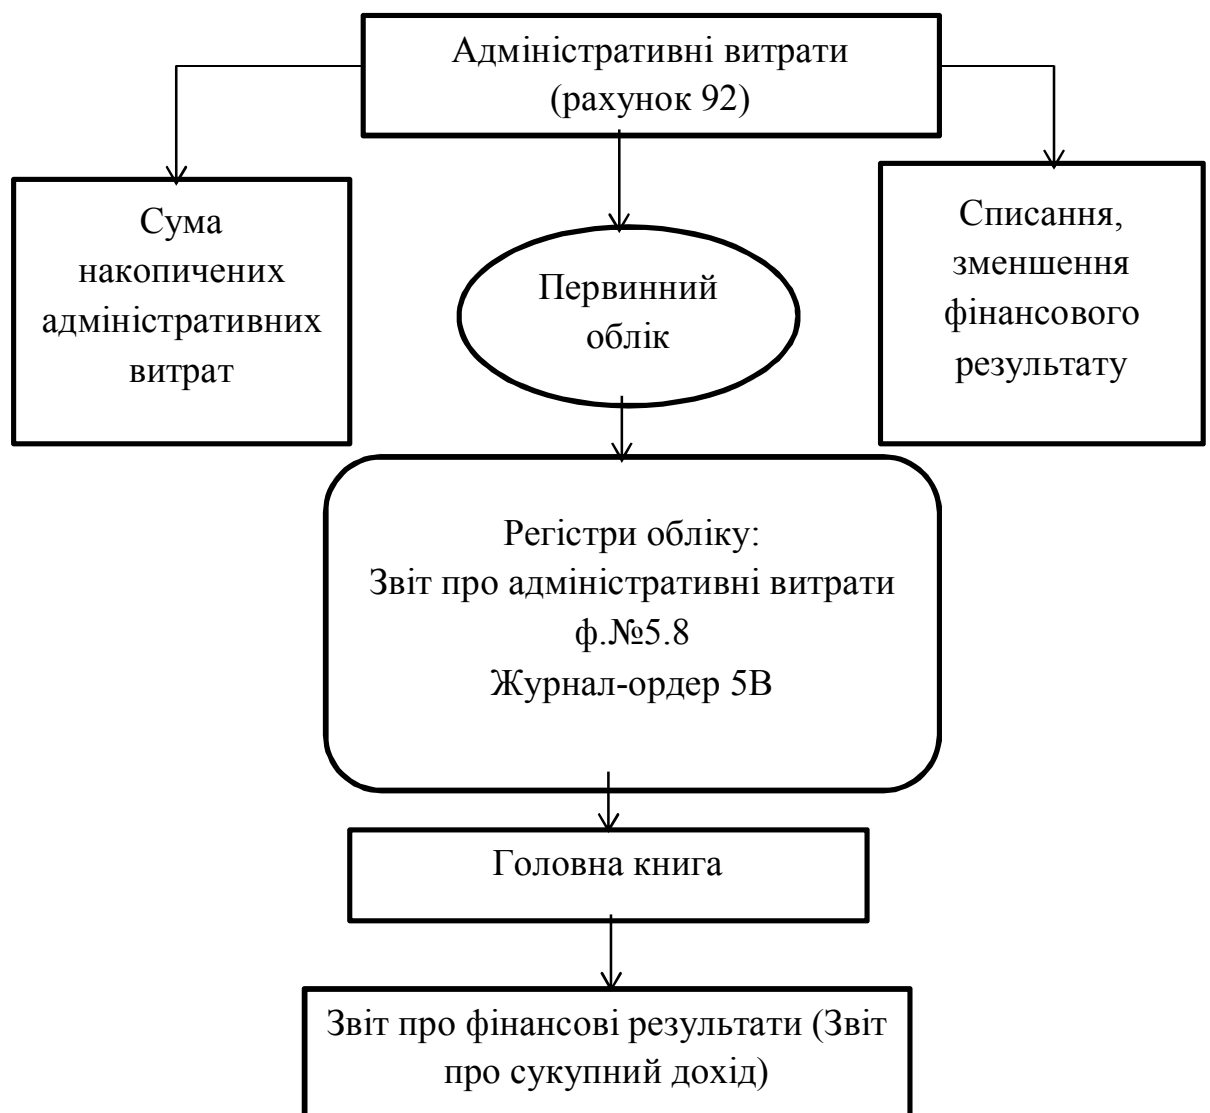 Адміністративні витрати
(рахунок 92)
Сума
накопичених
адміністративних
витрат
Первинний
облік
Списання,
зменшення
фінансового
результату
Регістри обліку:
Звіт про адміністративні витрати
ф.№5.8
Журнал-ордер 5В
Головна книга
Звіт про фінансові результати (Звіт
про сукупний дохід)